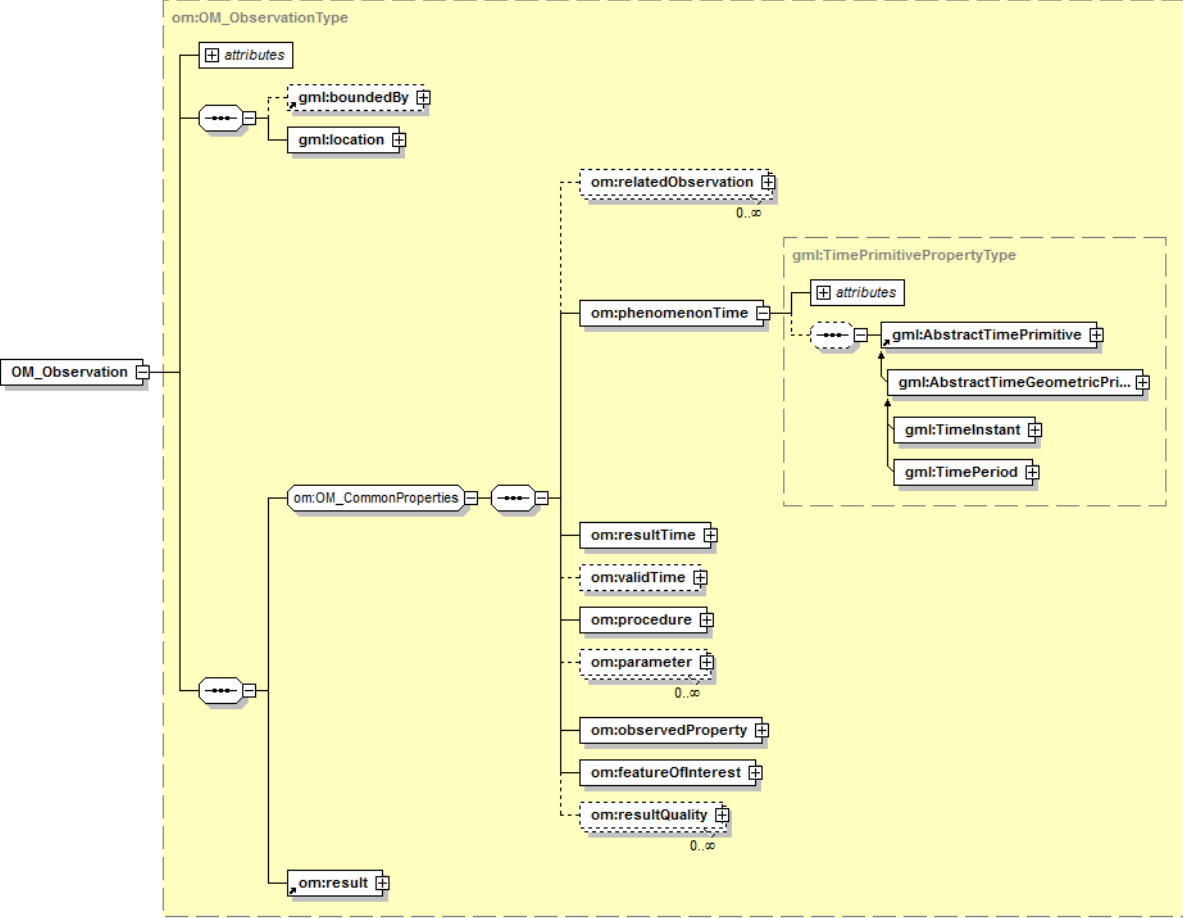 om:OM_ObservationType
attributes
gml:boundedBy
gml:location
om:relatedObservation
0..∞
gml:TimePrimitivePropertyType
attributes
om:phenomenonTime
gml:AbstractTimePrimitive
OM_Observation
gml:AbstractTimeGeometricPri...
gml:TimeInstant
gml:TimePeriod
om:OM_CommonProperties
om:resultTime
om:validTime
om:procedure
om:parameter
0..∞
om:observedProperty
om:featureOfInterest
om:resultQuality
0..∞
om:result